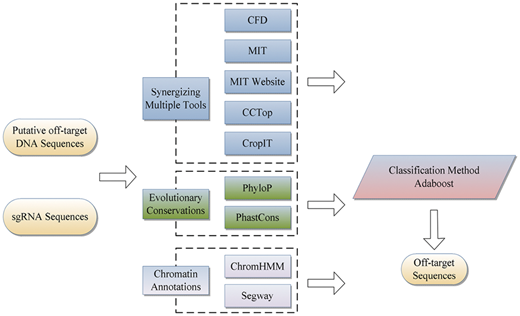 Putative off-target
DNA Sequences
sgRNA Sequences
Synergizing
Multiple Tools
CFD
MIT
MIT Website
CCTop
CropIT
Evolutionary
Conservations
PhyloP
PhastCons
Chromatin
Annotations
ChromHMM
Segway
Classification Method
Adaboost
Off-target
Sequences